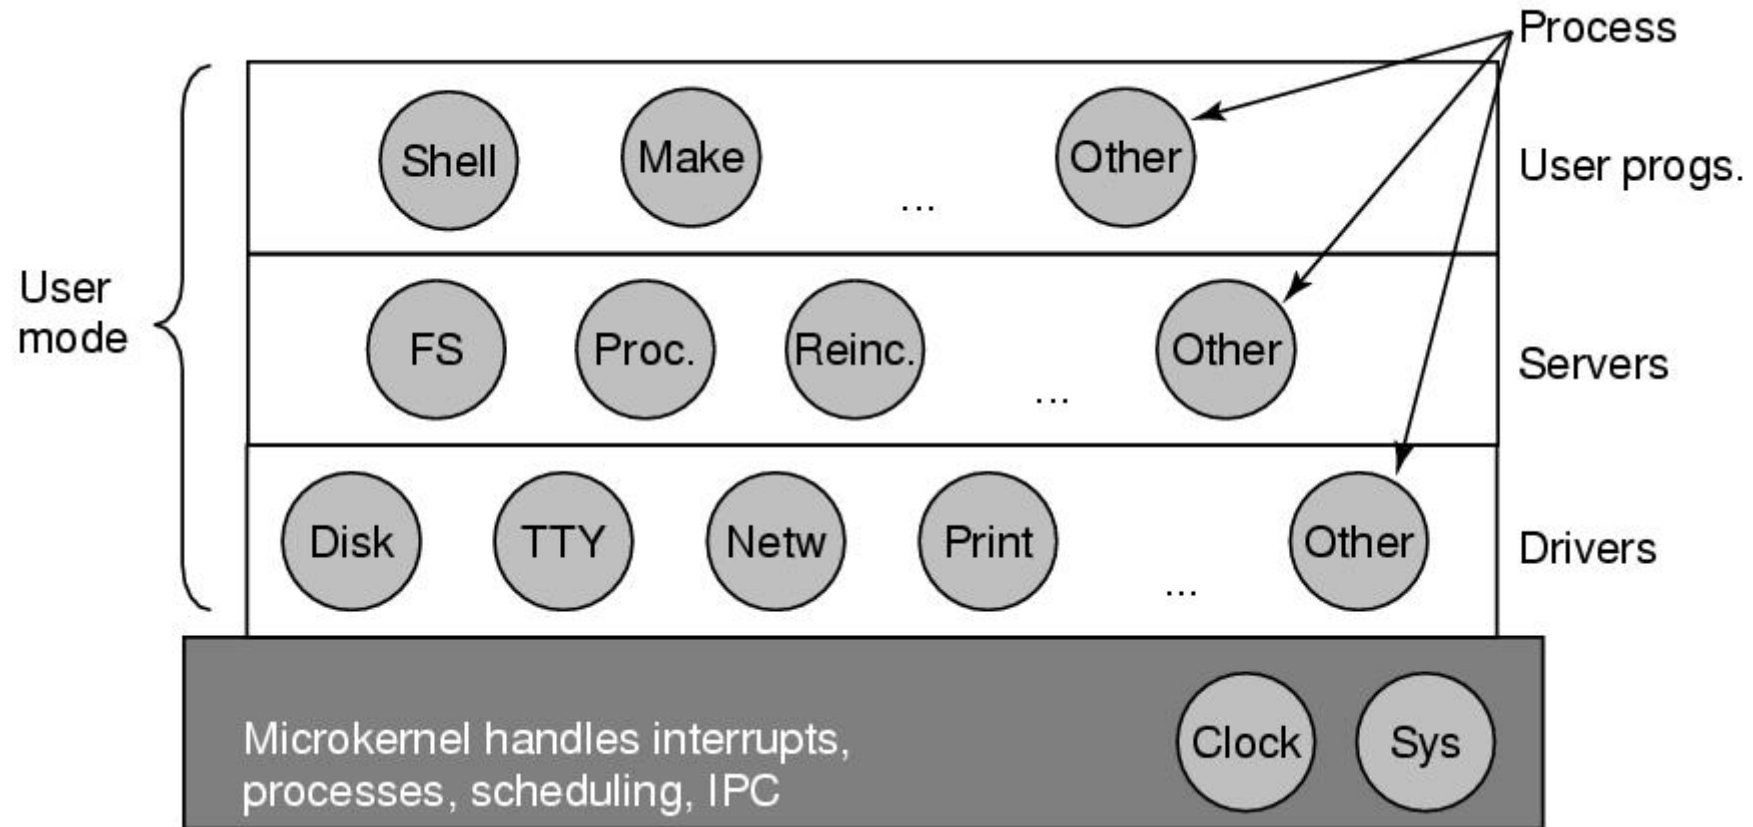 Process
Shell
Make
...
Other
User progs.
User
mode
FS
Proc.
Reinc.
...
Other
Servers
Disk
TTY
Netw
Print
...
Other
Drivers
Microkernel handles interrupts,
processes, scheduling, IPC
Clock
Sys